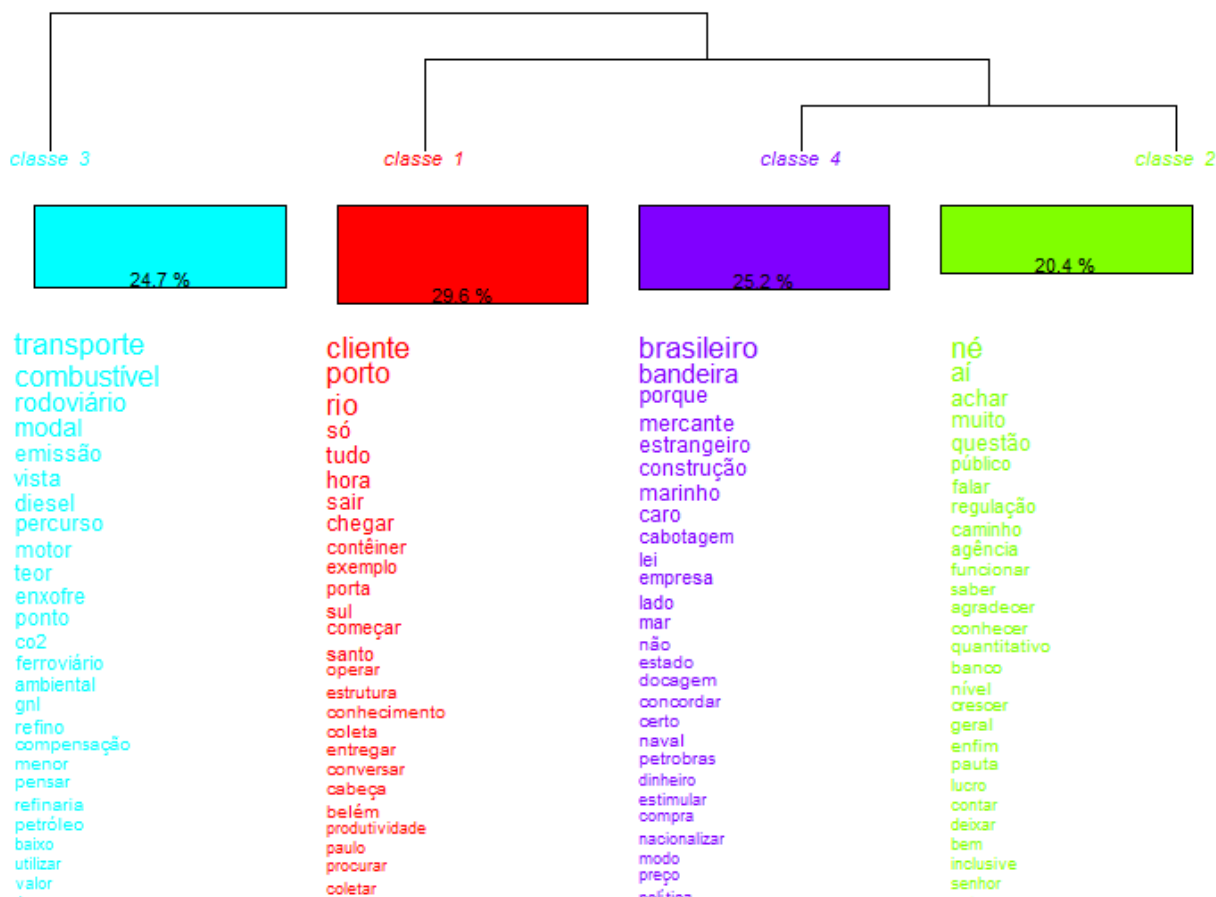 classe 3
classe 1
classe 4
classe 2
24.7 %
29.6 %
25.2 %
20.4 %
transporte
combustível
rodoviário
modal
emissão
vista
diesel
percurso
motor
teor
enxofre
ponto
co2
ferroviário
ambiental
gnl
refino
compensação
menor
pensar
refinaria
petróleo
baixo
utilizar
valor
cliente
porto
rio
só
tudo
hora
sair
chegar
contêiner
exemplo
porta
sul
começar
santo
operar
estrutura
conhecimento
coleta
entregar
conversar
cabeça
belém
produtividade
paulo
procurar
coletar
brasileiro
bandeira
porque
mercante
estrangeiro
construção
marinho
caro
cabotagem
lei
empresa
lado
mar
não
estado
docagem
concordar
certo
naval
petrobras
dinheiro
estimular
compra
nacionalizar
modo
preço
né
aí
achar
muito
questão
público
falar
regulação
caminho
agência
funcionar
saber
agradecer
conhecer
quantitativo
banco
nível
crescer
geral
enfim
pauta
lucro
contar
deixar
bem
inclusive
senhor